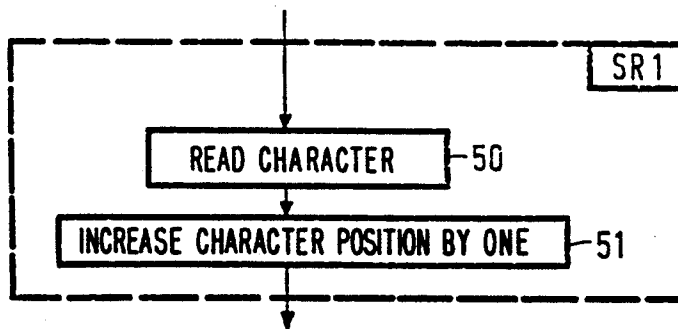 SR1
READ CHARACTER
50
INCREASE CHARACTER POSITION BY ONE
51